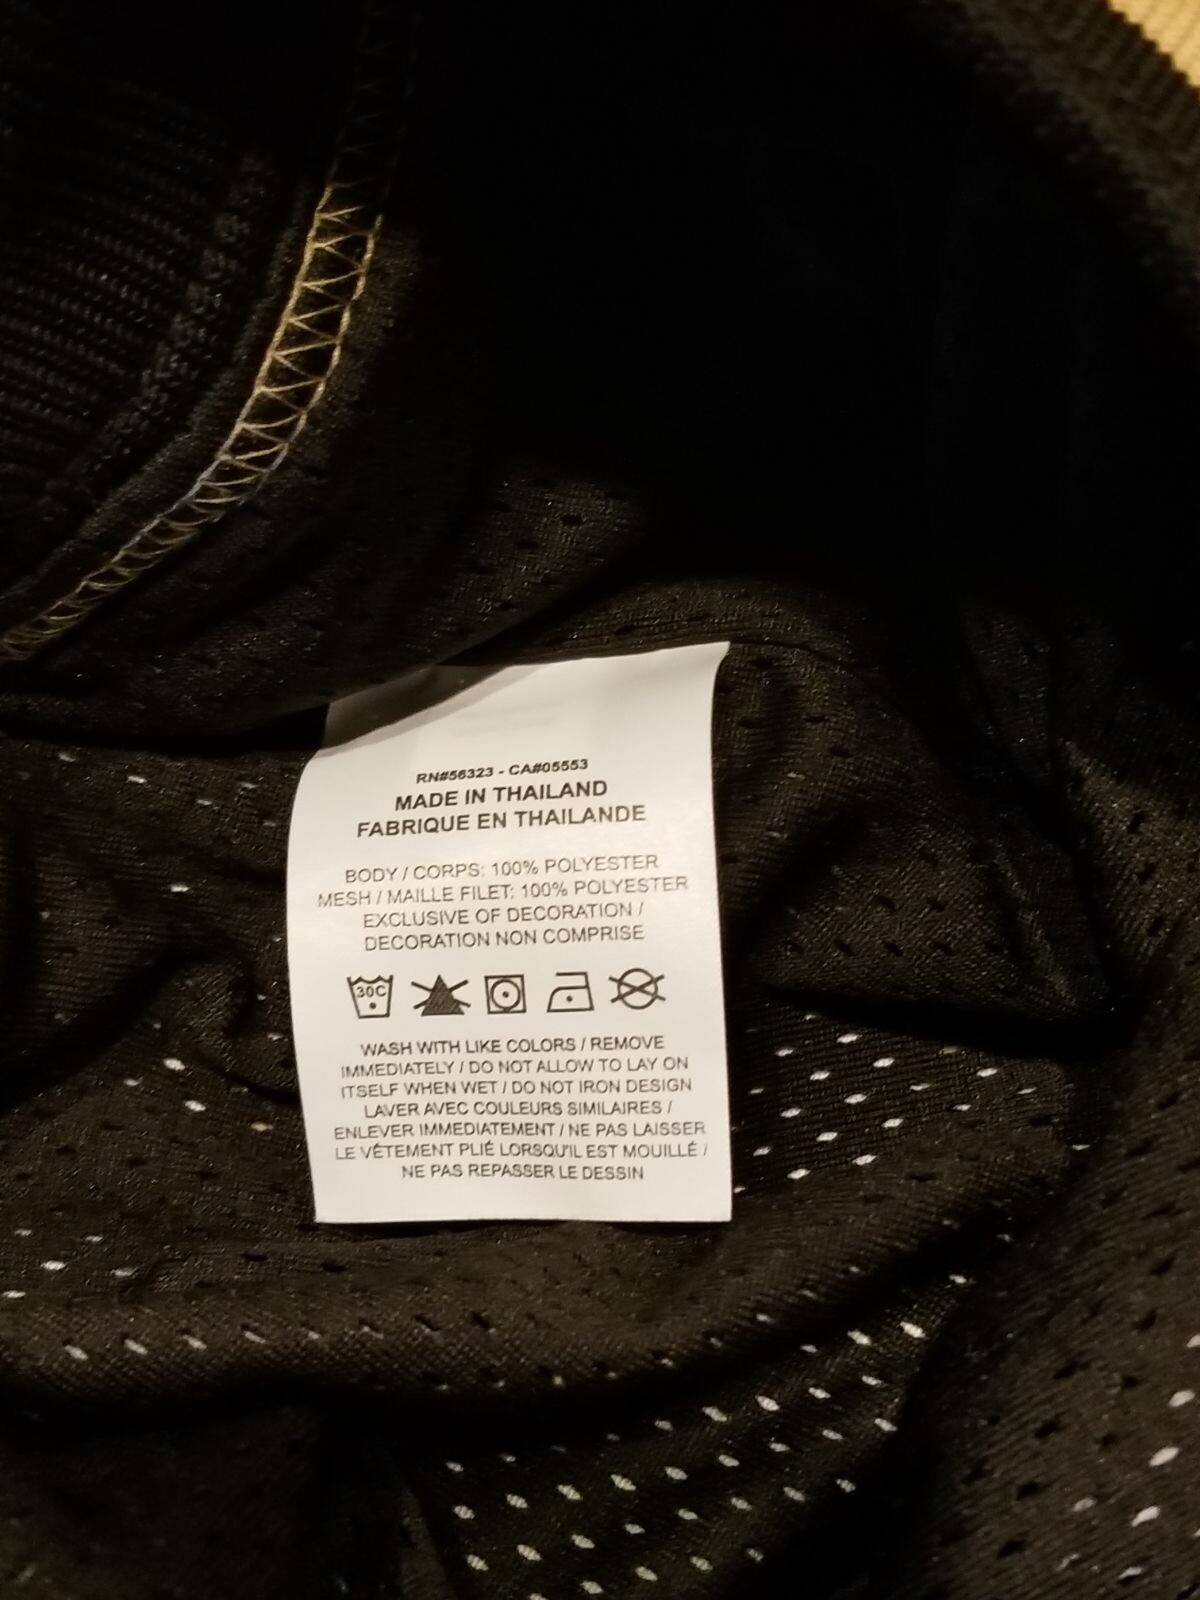 RN#56323 - CA#05553
MADE IN THAILAND
FABRIQUE EN THAILANDE
BODY / CORPS: 100% POLYESTER
MESH / MAILLE FILET: 100% POLYESTER
EXCLUSIVE OF DECORATION /
DECORATION NON COMPRISE
30C
WASH WITH LIKE COLORS / REMOVE
IMMEDIATELY / DO NOT ALLOW TO LAY ON
ITSELF WHEN WET / DO NOT IRON DESIGN
LAVER AVEC COULEURS SIMILAIRES /
ENLEVER IMMEDIATEMENT / NE PAS LAISSER
LE VÊTEMENT PLIÉ LORSQU'IL EST MOUILLÉ /
NE PAS REPASSER LE DESSIN